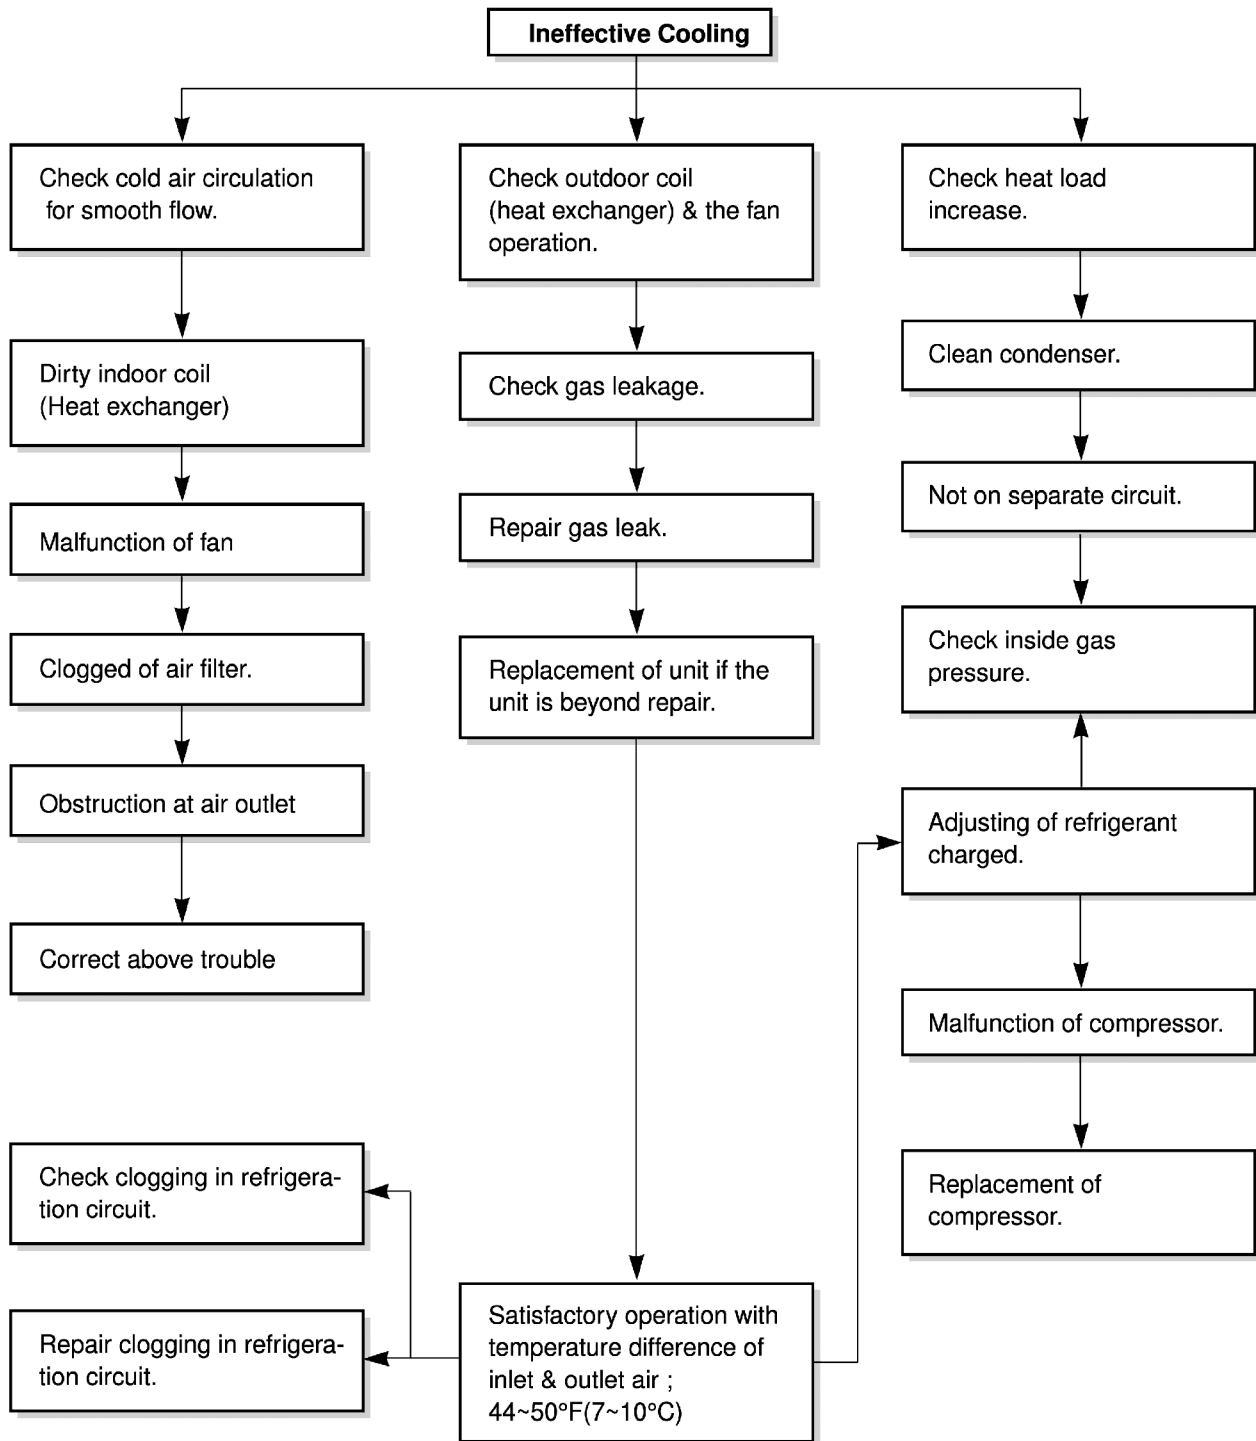 Ineffective Cooling
Check cold air circulation
for smooth flow.
Dirty indoor coil
(Heat exchanger)
Malfunction of fan
Clogged of air filter.
Obstruction at air outlet
Correct above trouble
Check outdoor coil
(heat exchanger) & the fan
operation.
Check gas leakage.
Repair gas leak.
Replacement of unit if the
unit is beyond repair.
Check heat load
increase.
Clean condenser.
Not on separate circuit.
Check inside gas
pressure.
Adjusting of refrigerant
charged.
Malfunction of compressor.
Replacement of
compressor.
Check clogging in refrigera-
tion circuit.
Repair clogging in refrigera-
tion circuit.
Satisfactory operation with
temperature difference of
inlet & outlet air ;
44~50°F(7~10°C)